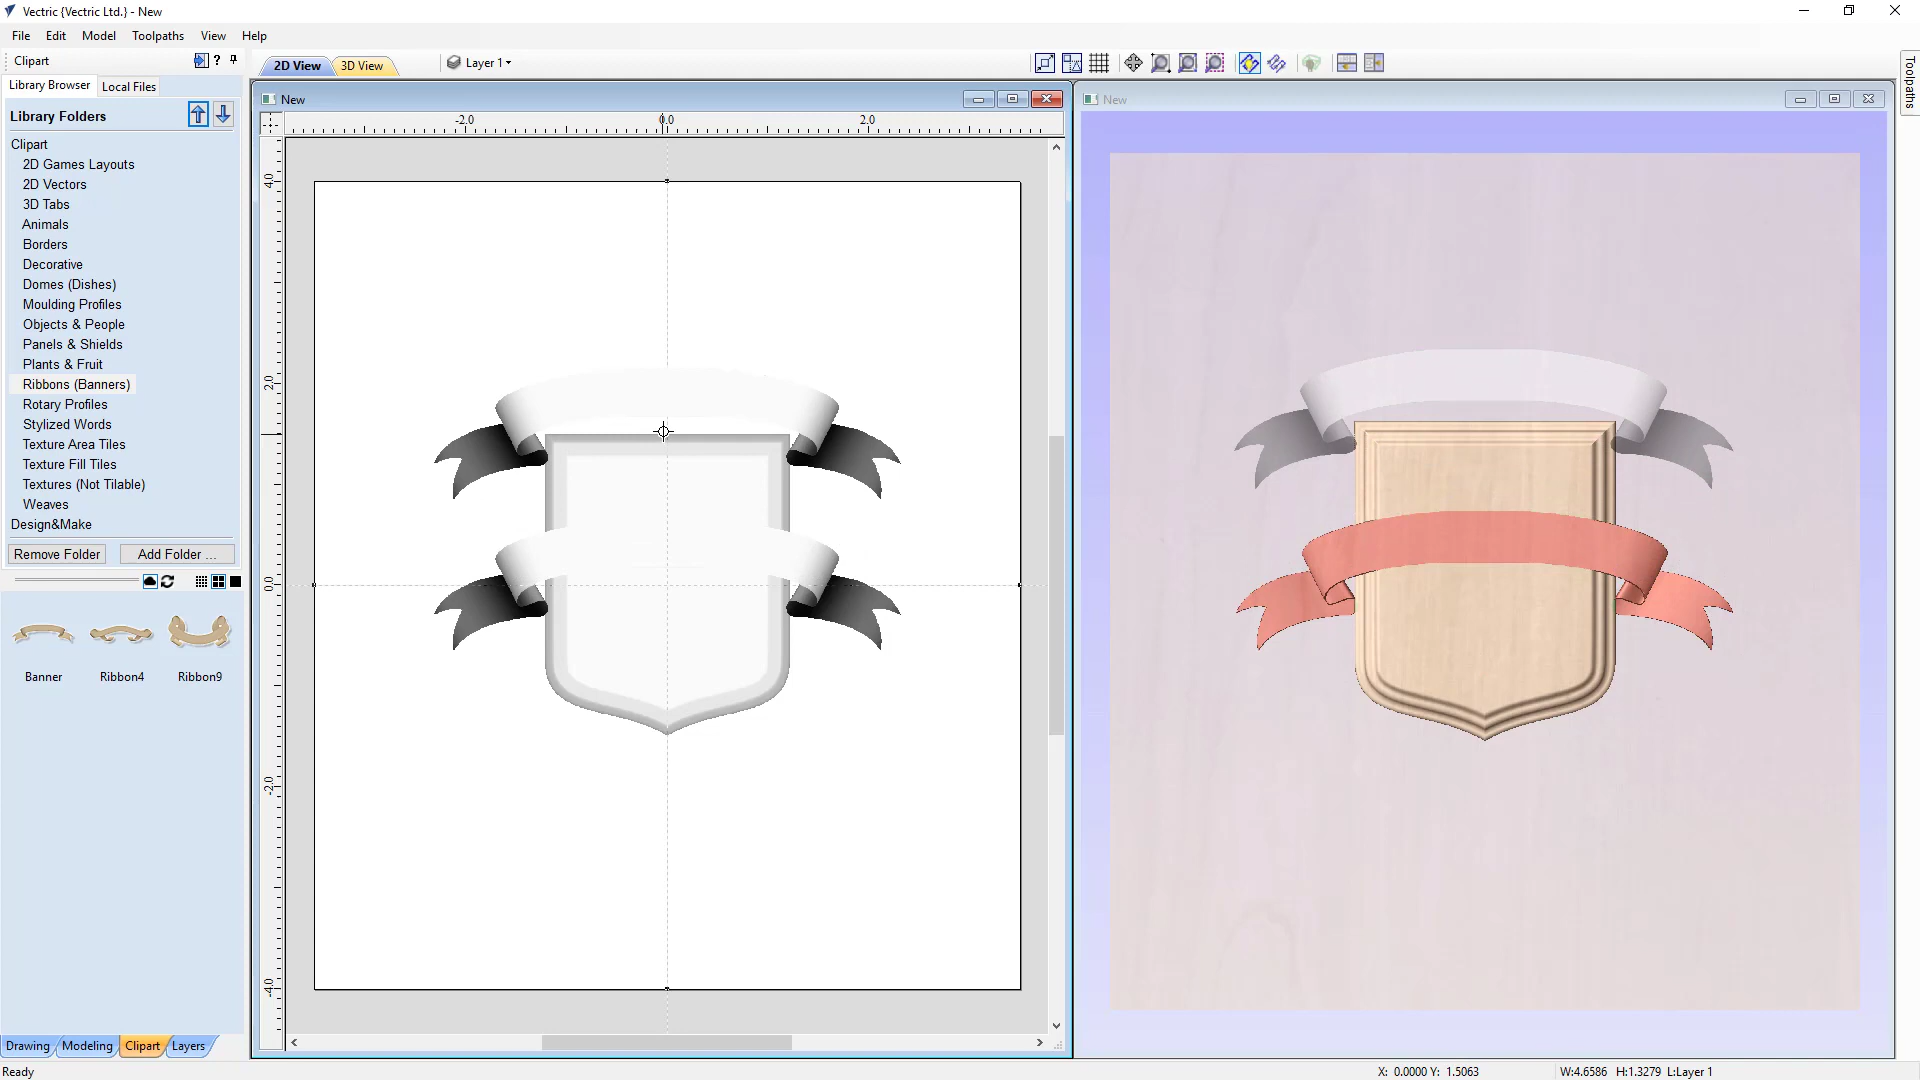 Vectric {Vectric Ltd.} - New
File Edit Model Toolpaths View Help
Clipart ?
2D View 3D View Layer 1
Library Browser Local Files
Toolpaths
New
New
Library Folders
-2.0 0.0 2.0
Clipart
2D Games Layouts
2D Vectors
4.0
3D Tabs
Animals
Borders
Decorative
Domes (Dishes)
Moulding Profiles
Objects & People
Panels & Shields
Plants & Fruit
Ribbons (Banners)
2.0
Rotary Profiles
Stylized Words
Texture Area Tiles
Texture Fill Tiles
Textures (Not Tilable)
Weaves
Design&Make
Remove Folder Add Folder ...
0.0
Banner Ribbon4 Ribbon9
-2.0
-4.0
Drawing Modeling Clipart Layers
Ready X: 0.0000 Y: 1.5063 W:4.6586 H:1.3279 L:Layer 1